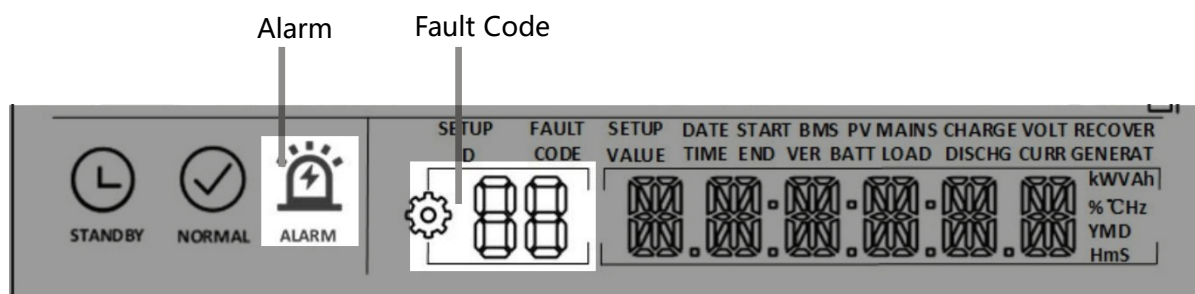 Alarm Fault Code
SETUP FAULT SETUP DATE START BMS PV MAINS CHARGE VOLT RECOVER
D CODE VALUE TIME END VER BATT LOAD DISCHG CURR GENERAT
kWVAh
% ℃Hz
YMD
HmS
88
STANDBY NORMAL ALARM